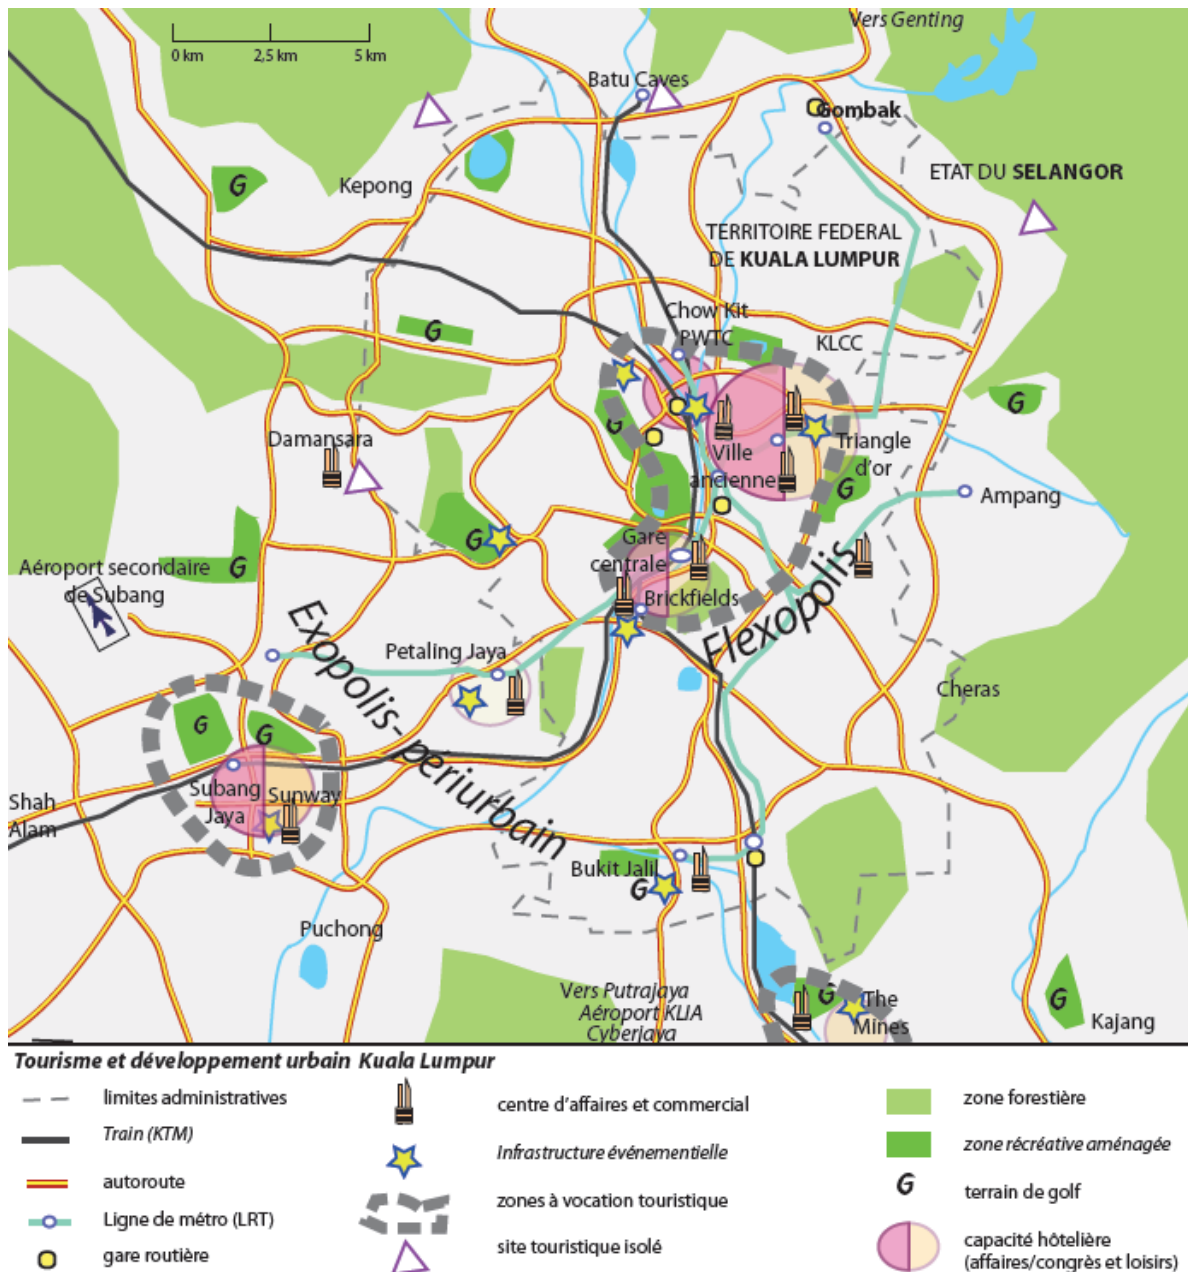 Vers Genting
0 km 2,5 km 5 km
Batu Caves
Gombak
ETAT DU SELANGOR
Kepong
G
TERRITOIRE FEDERAL
DE KUALA LUMPUR
Chow Kit
PWTC
KLCC
G
G
G
Damansara
Ville
ancienne
Triangle
d'or
G
Ampang
G
Gare
centrale
G
Aéroport secondaire
de Subang
Brickfields
Flexopolis
Exopolis-périurbain
Petaling Jaya
Cheras
G
G
Subang
Jaya
Sunway
Shah
Alam
Bukit Jalil
G
Puchong
Vers Putrajaya
Aéroport KLIA
Cyberjaya
G
The
Mines
G
Kajang
Tourisme et développement urbain Kuala Lumpur
limites administratives
Train (KTM)
autoroute
Ligne de métro (LRT)
gare routière
centre d'affaires et commercial
Infrastructure événementielle
zones à vocation touristique
site touristique isolé
zone forestière
zone récréative aménagée
G terrain de golf
capacité hôtelière
(affaires/congrès et loisirs)